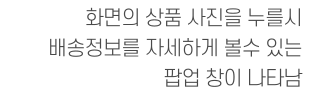 화면의 상품 사진을 누를시
배송정보를 자세하게 볼수 있는
팝업 창이 나타남